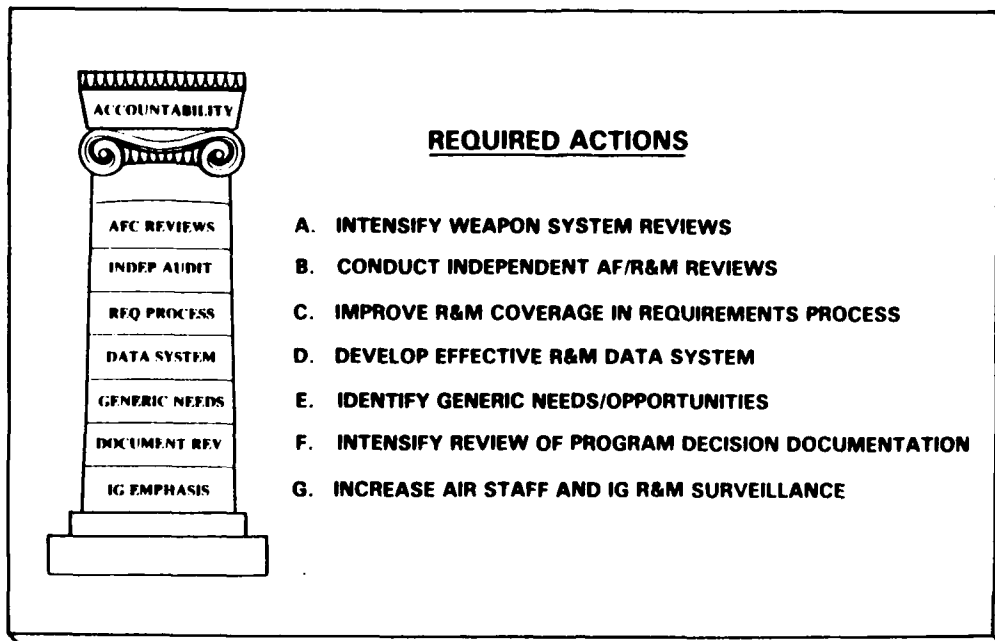 ACCOUNTABILITY
REQUIRED ACTIONS
AFC REVIEWS
A. INTENSIFY WEAPON SYSTEM REVIEWS
INDEP AUDIT
B. CONDUCT INDEPENDENT AF/R&M REVIEWS
REQ PROCESS
C. IMPROVE R&M COVERAGE IN REQUIREMENTS PROCESS
DATA SYSTEM
D. DEVELOP EFFECTIVE R&M DATA SYSTEM
GENERIC NEEDS
E. IDENTIFY GENERIC NEEDS/OPPORTUNITIES
DOCUMENT REV
F. INTENSIFY REVIEW OF PROGRAM DECISION DOCUMENTATION
IG EMPHASIS
G. INCREASE AIR STAFF AND IG R&M SURVEILLANCE